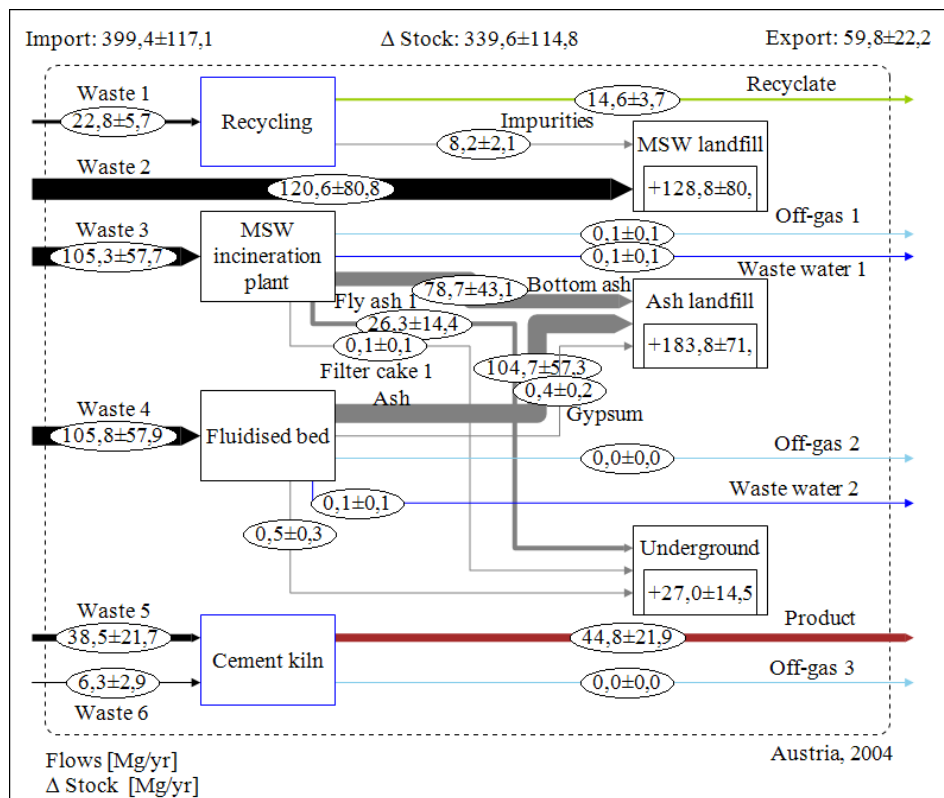 Import: 399,4±117,1
Δ Stock: 339,6±114,8
Export: 59,8±22,2
Waste 1
22,8±5,7
Recycling
14,6±3,7
Recyclate
Impurities
8,2±2,1
MSW landfill
+128,8±80,
Waste 2
120,6±80,8
Waste 3
105,3±57,7
MSW
incineration
plant
Off-gas 1
0,1±0,1
0,1±0,1
Waste water 1
78,7±43,1
Bottom ash
Fly ash 1
26,3±14,4
0,1±0,1
Filter cake 1
Ash landfill
+183,8±71,
104,7±57,3
0,4±0,2
Ash
Gypsum
Waste 4
105,8±57,9
Fluidised bed
Off-gas 2
0,0±0,0
Waste water 2
0,1±0,1
0,5±0,3
Underground
+27,0±14,5
Waste 5
38,5±21,7
Cement kiln
44,8±21,9
Product
6,3±2,9
Waste 6
0,0±0,0
Off-gas 3
Flows [Mg/yr]
Δ Stock [Mg/yr]
Austria, 2004